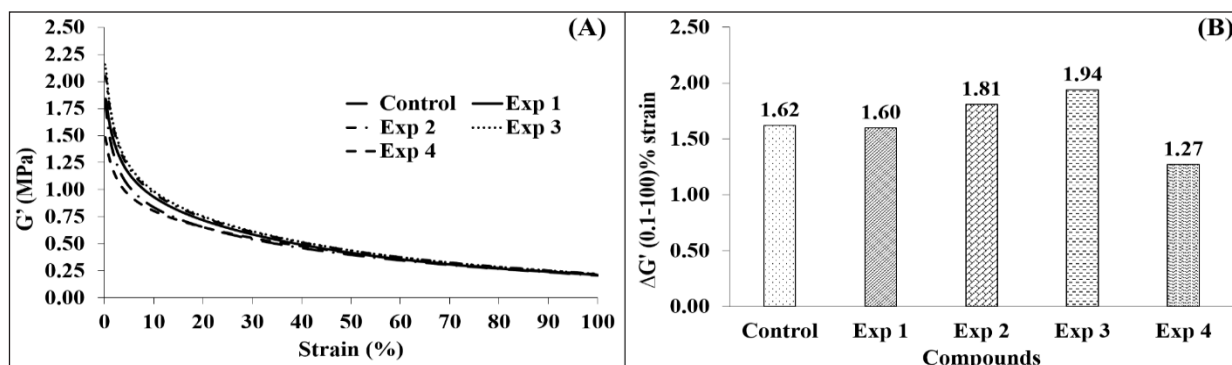 (A)
2.50
2.25
2.00
1.75
1.50
1.25
1.00
0.75
0.50
0.25
0.00
G’ (MPa)
Control Exp 1
Exp 2 Exp 3
Exp 4
0 10 20 30 40 50 60 70 80 90 100
Strain (%)
(B)
2.50
2.00
1.50
1.00
0.50
0.00
ΔG' (0.1-100)% strain
1.62 1.60 1.81 1.94 1.27
Control Exp 1 Exp 2 Exp 3 Exp 4
Compounds